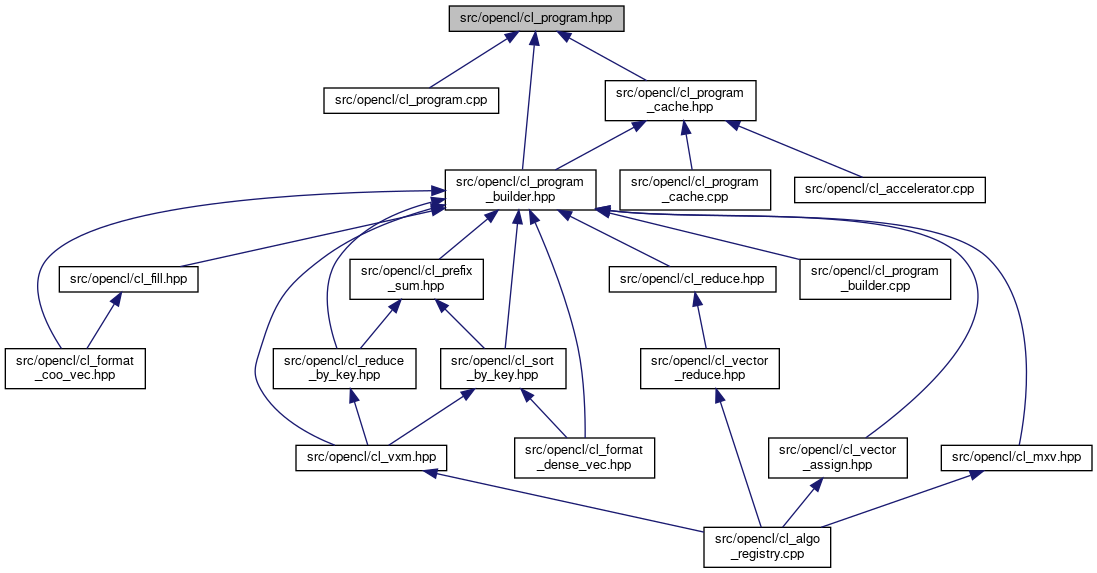 src/opencl/cl_program.hpp
src/opencl/cl_program.cpp
src/opencl/cl_program
_cache.hpp
src/opencl/cl_program
_builder.hpp
src/opencl/cl_program
_cache.cpp
src/opencl/cl_accelerator.cpp
src/opencl/cl_fill.hpp
src/opencl/cl_prefix
_sum.hpp
src/opencl/cl_reduce.hpp
src/opencl/cl_program
_builder.cpp
src/opencl/cl_format
_coo_vec.hpp
src/opencl/cl_reduce
_by_key.hpp
src/opencl/cl_sort
_by_key.hpp
src/opencl/cl_vector
_reduce.hpp
src/opencl/cl_vxm.hpp
src/opencl/cl_format
_dense_vec.hpp
src/opencl/cl_vector
_assign.hpp
src/opencl/cl_mxv.hpp
src/opencl/cl_algo
_registry.cpp